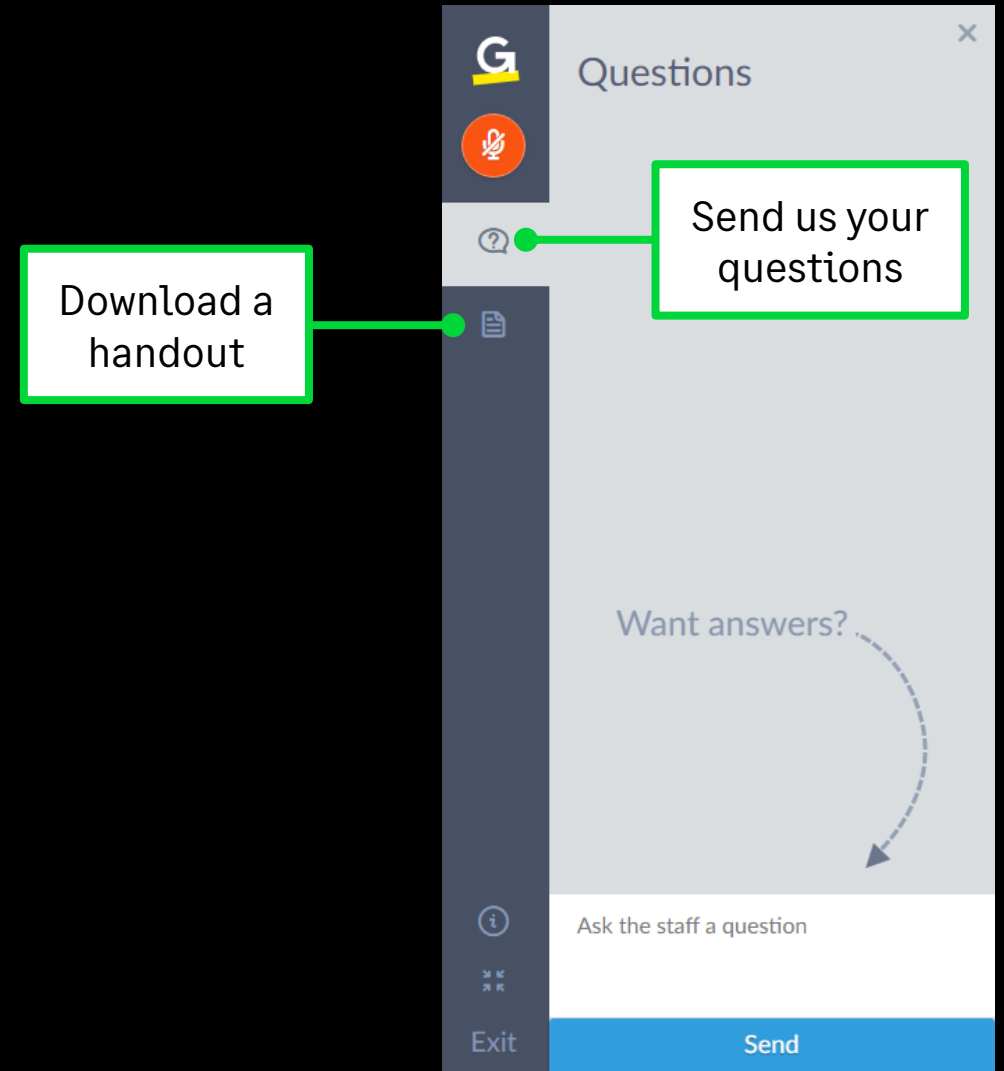 G
Questions
Send us your
questions
Download a
handout
Want answers?
Ask the staff a question
Exit
Send